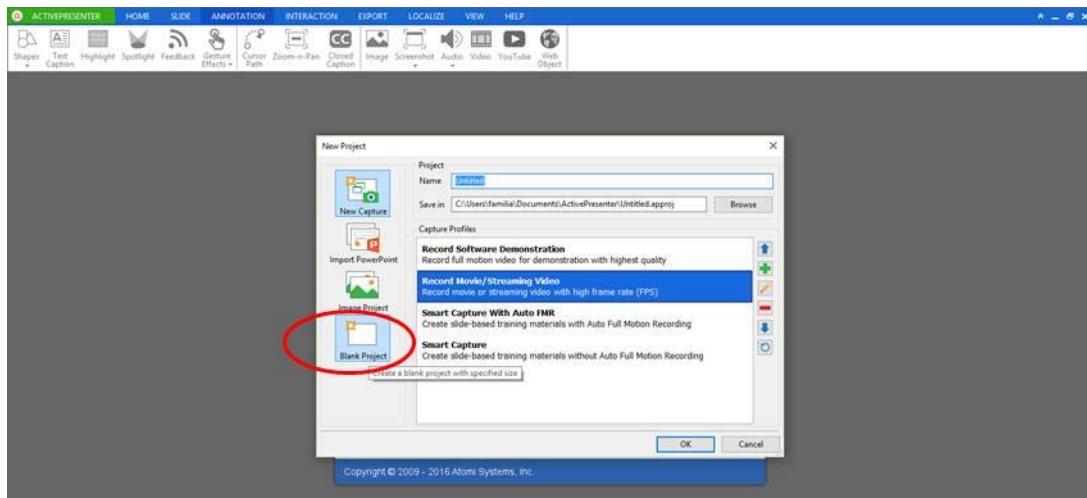 ACTIVEPRESENTER HOME SLIDE ANNOTATION INTERACTION EXPORT LOCALIZE VIEW HELP
Shapes Text Caption Highlight Spotlight Feedback Gesture Effects Cursor Path Zoom-n-Pan Closed Caption Image Screenshot Audio Video YouTube Web Object
New Project
Project
Name Untitled
Save in C:\Users\familia\Documents\ActivePresenter\Untitled.approj Browse
New Capture
Import PowerPoint
Image Project
Blank Project
Capture Profiles
Record Software Demonstration
Record full motion video for demonstration with highest quality
Record Movie/Streaming Video
Record movie or streaming video with high frame rate (FPS)
Smart Capture With Auto FMR
Create slide-based training materials with Auto Full Motion Recording
Smart Capture
Create slide-based training materials without Auto Full Motion Recording
Create a blank project with specified size
OK Cancel
Copyright © 2009 - 2016 Atomi Systems, Inc.